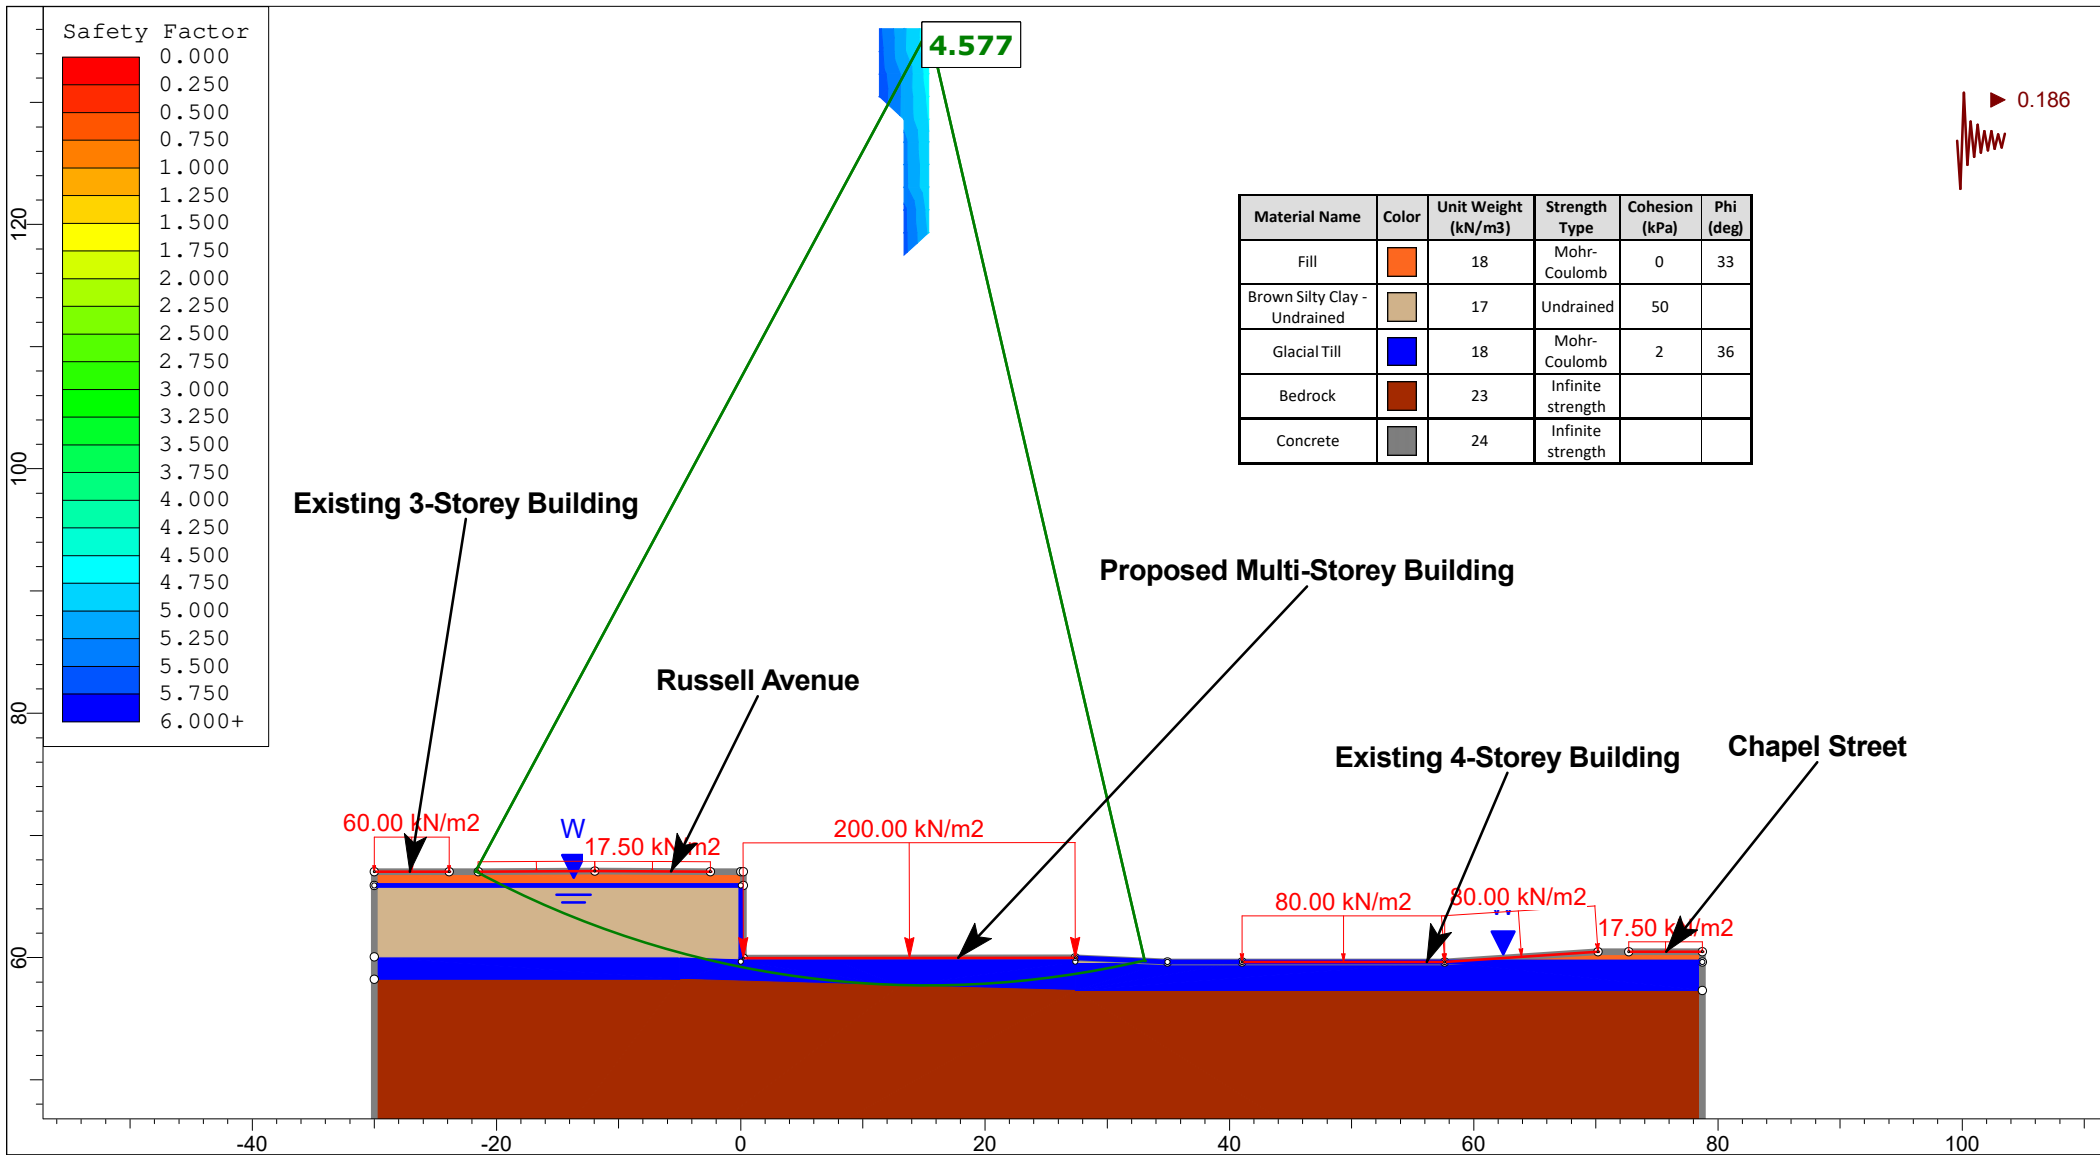 Safety Factor
0.000
0.250
0.500
0.750
1.000
1.250
1.500
1.750
2.000
2.250
2.500
2.750
3.000
3.250
3.500
3.750
4.000
4.250
4.500
4.750
5.000
5.250
5.500
5.750
6.000+
4.577
0.186
Material Name Color Unit Weight (kN/m3) Strength Type Cohesion (kPa) Phi (deg)
Fill 18 Mohr-Coulomb 0 33
Brown Silty Clay - Undrained 17 Undrained 50
Glacial Till 18 Mohr-Coulomb 2 36
Bedrock 23 Infinite strength
Concrete 24 Infinite strength
Existing 3-Storey Building
Proposed Multi-Storey Building
Russell Avenue
Existing 4-Storey Building
Chapel Street
60.00 kN/m2
W
17.50 kN/m2
200.00 kN/m2
80.00 kN/m2
80.00 kN/m2
17.50 kN/m2
120
100
80
60
-40
-20
0
20
40
60
80
100